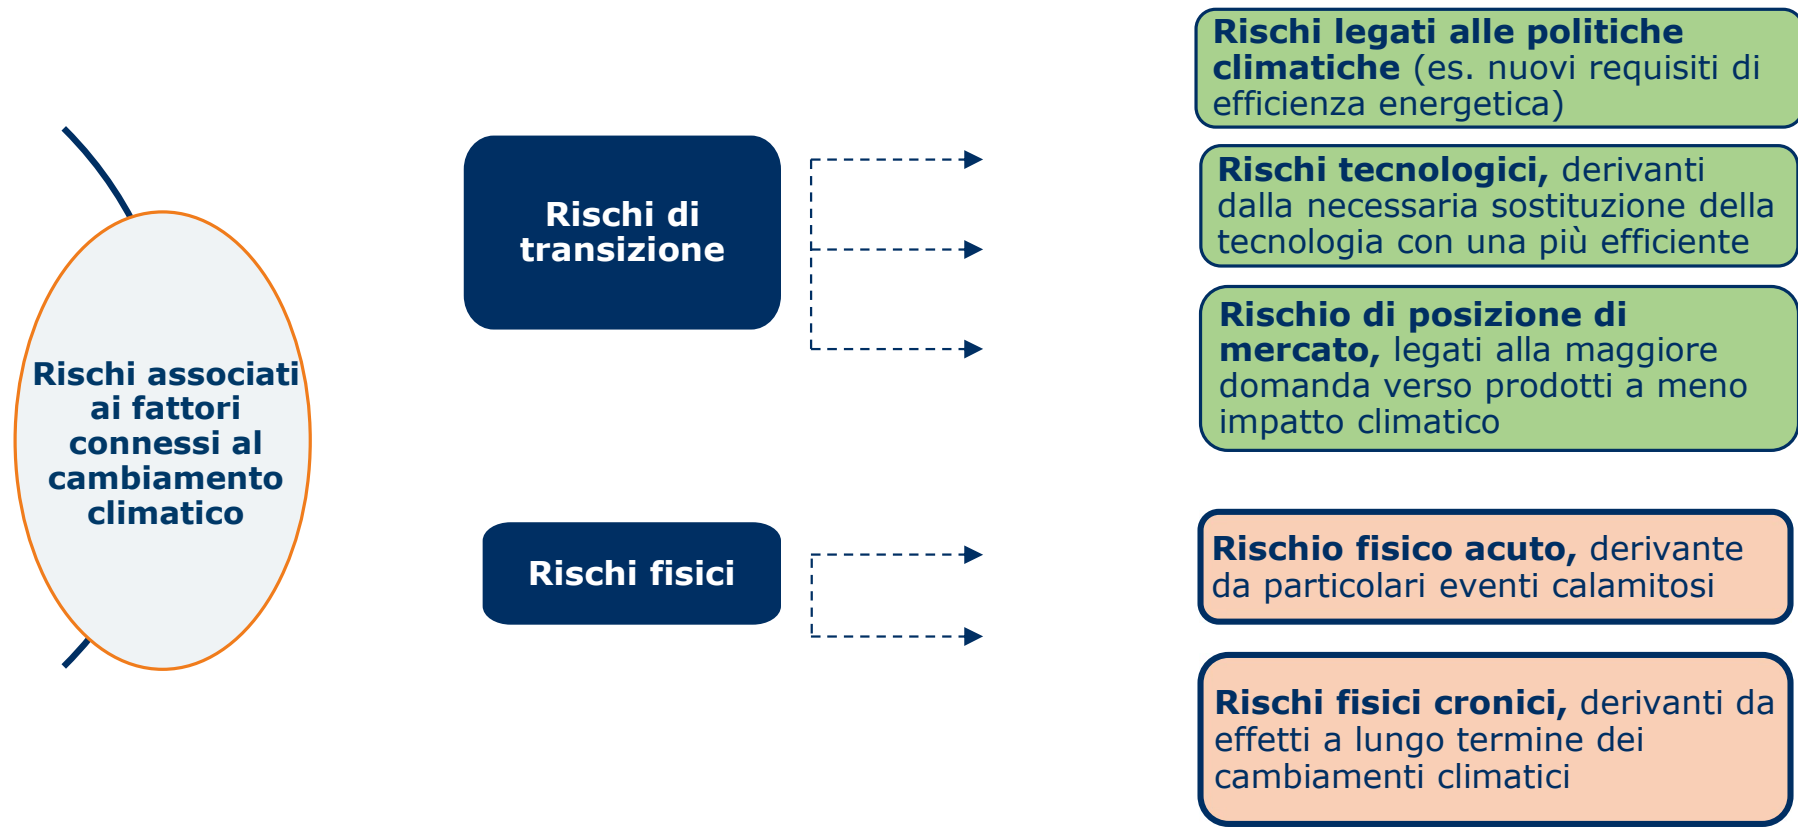 Rischi associati
ai fattori
connessi al
cambiamento
climatico
Rischi di
transizione
Rischi legati alle politiche
climatiche (es. nuovi requisiti di
efficienza energetica)
Rischi tecnologici, derivanti
dalla necessaria sostituzione della
tecnologia con una più efficiente
Rischio di posizione di
mercato, legati alla maggiore
domanda verso prodotti a meno
impatto climatico
Rischi fisici
Rischio fisico acuto, derivante
da particolari eventi calamitosi
Rischi fisici cronici, derivanti da
effetti a lungo termine dei
cambiamenti climatici